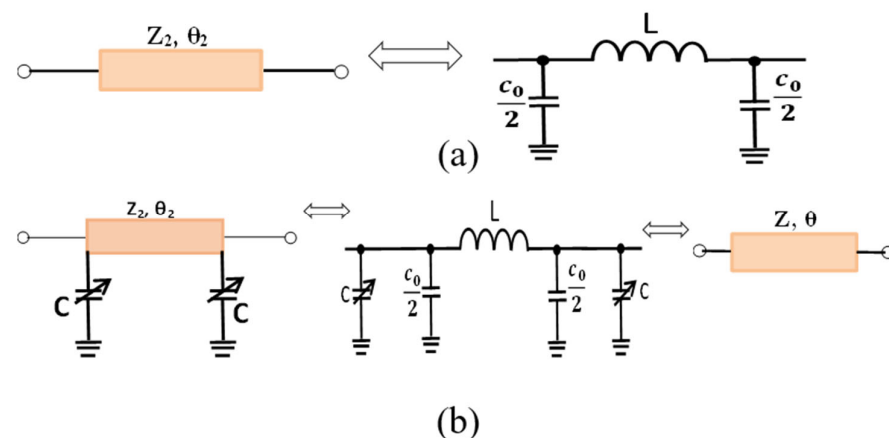 Z₂, θ₂
L
c₀/2
c₀/2
(a)
Z₂, θ₂
C
C
L
C
c₀/2
c₀/2
C
Z, θ
(b)